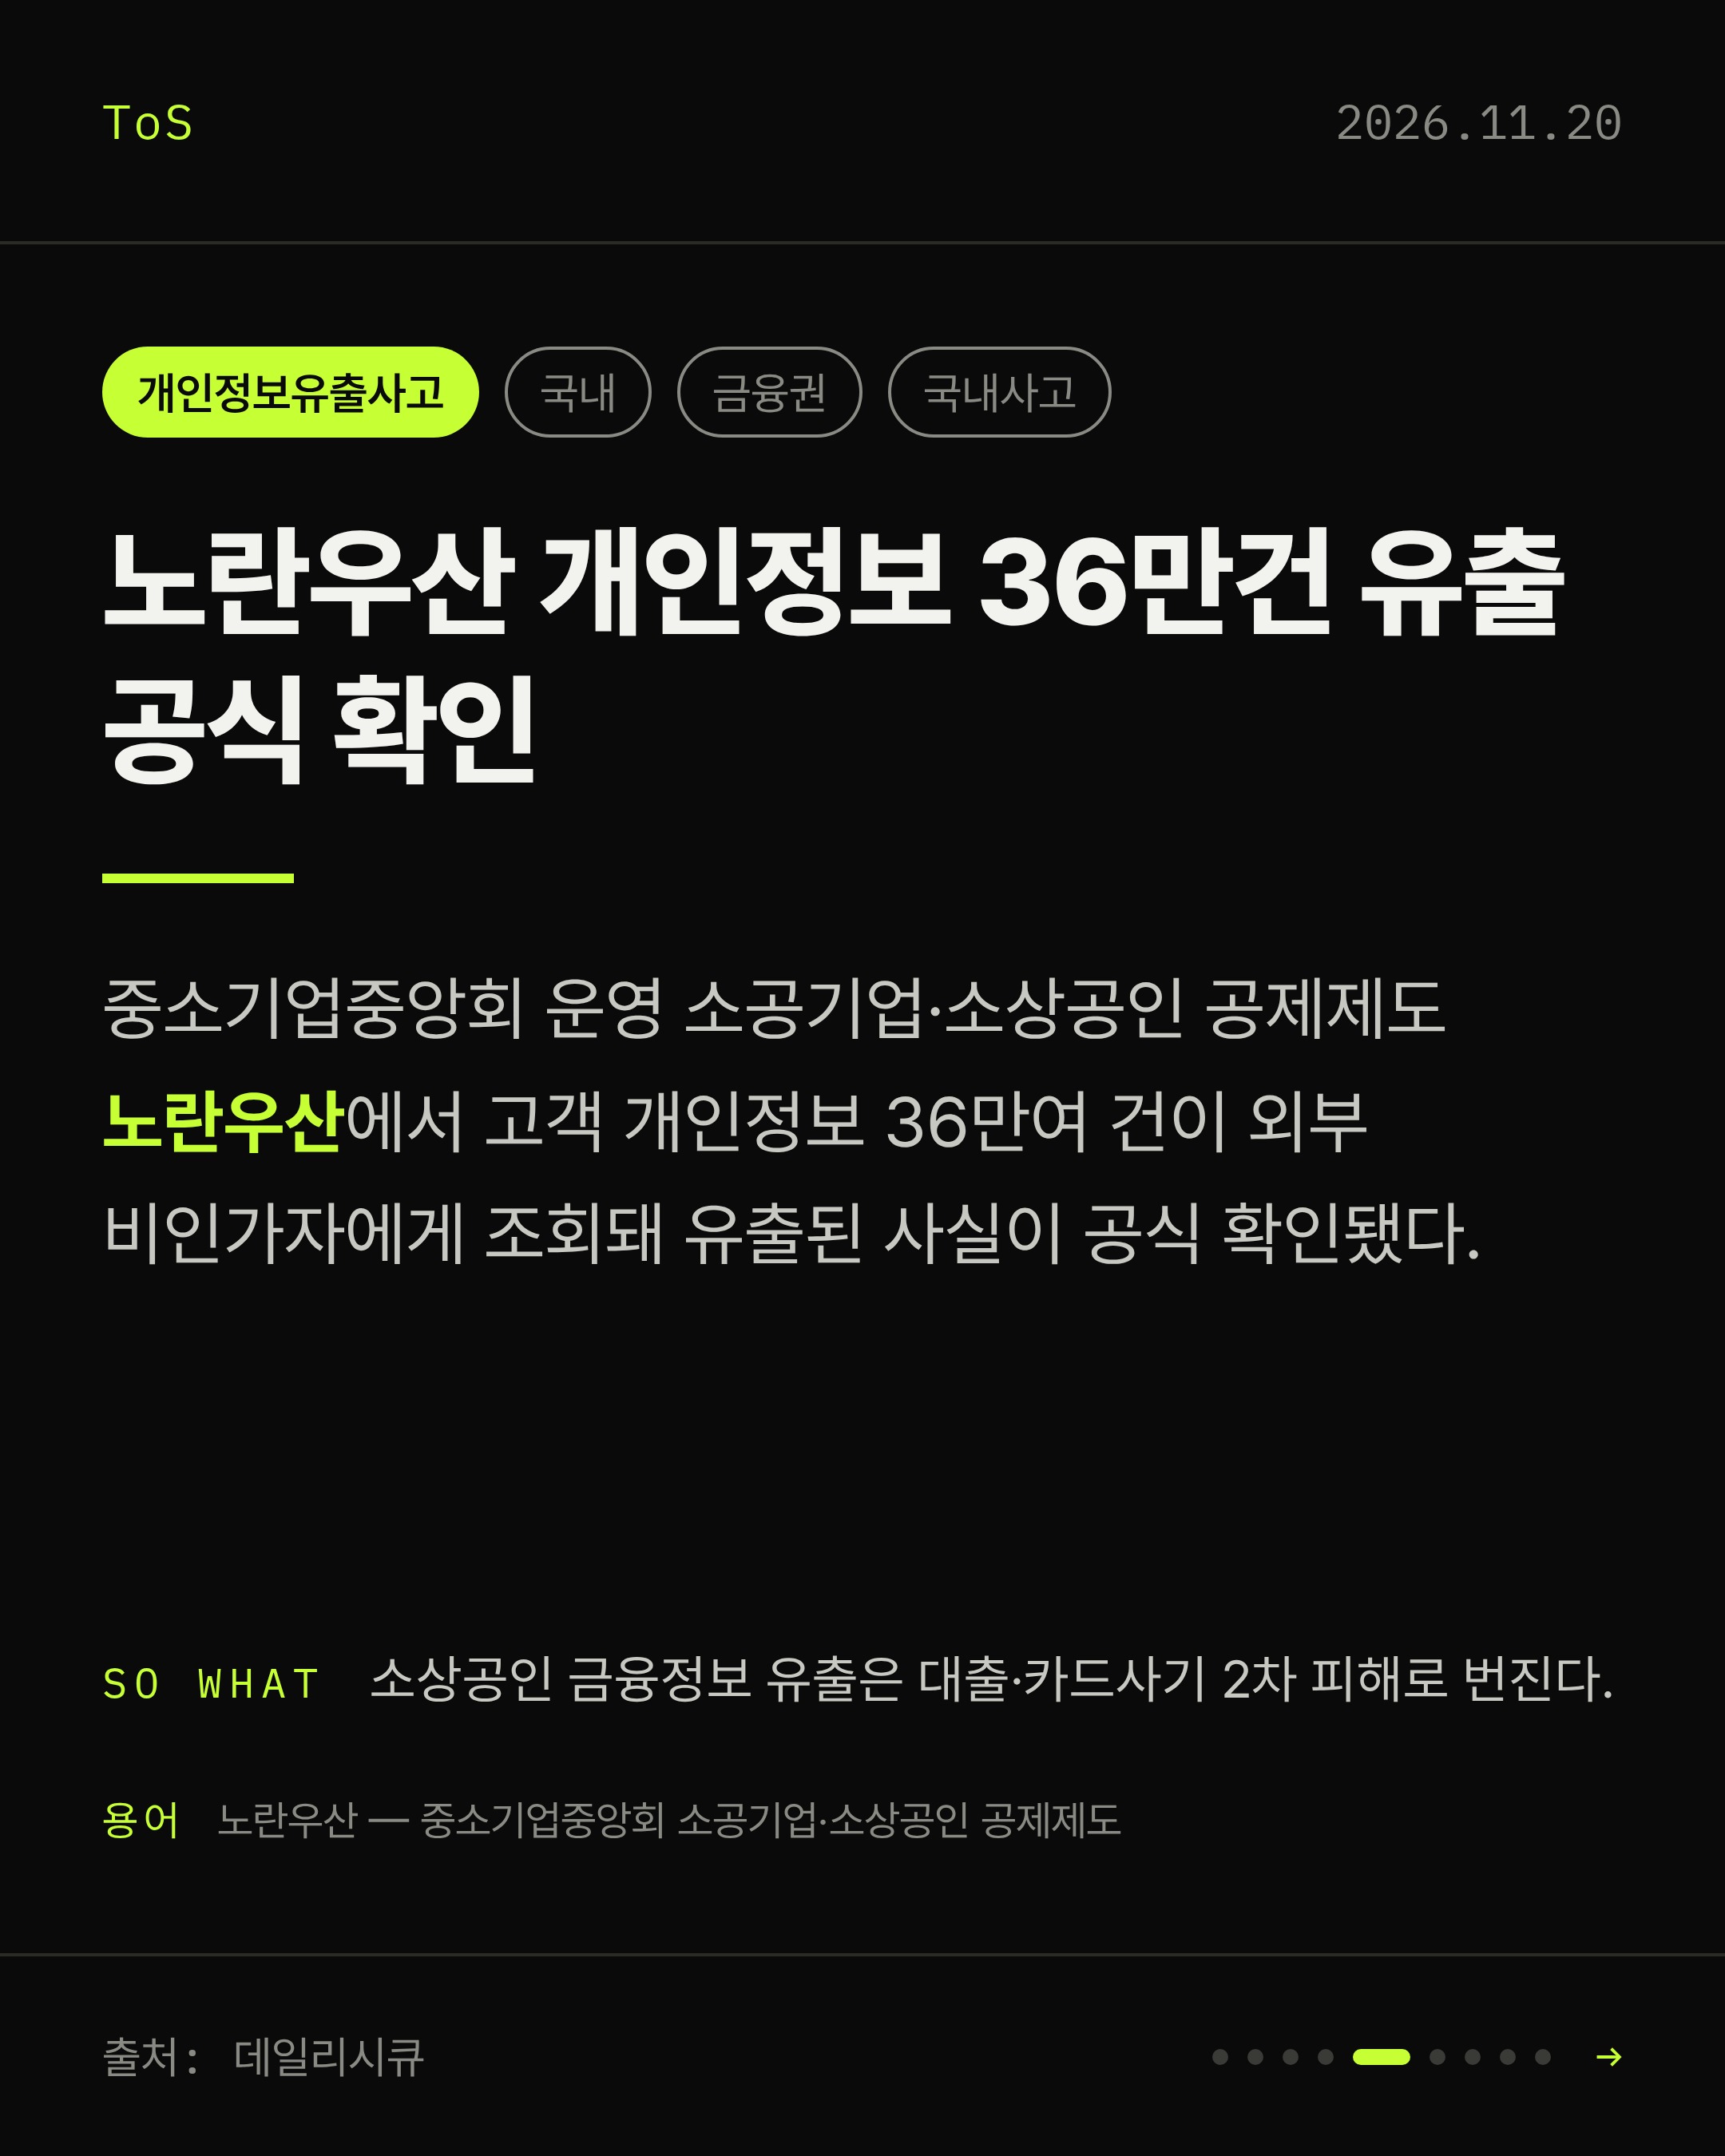 ToS
2026.11.20
개인정보유출사고 국내 금융권 국내사고
노란우산 개인정보 36만건 유출
공식 확인
중소기업중앙회 운영 소공기업·소상공인 공제제도
노란우산에서 고객 개인정보 36만여 건이 외부
비인가자에게 조회돼 유출된 사실이 공식 확인됐다.
SO WHAT 소상공인 금융정보 유출은 대출·카드사기 2차 피해로 번진다.
용어 노란우산 — 중소기업중앙회 소공기업·소상공인 공제제도
출처: 데일리시큐
→